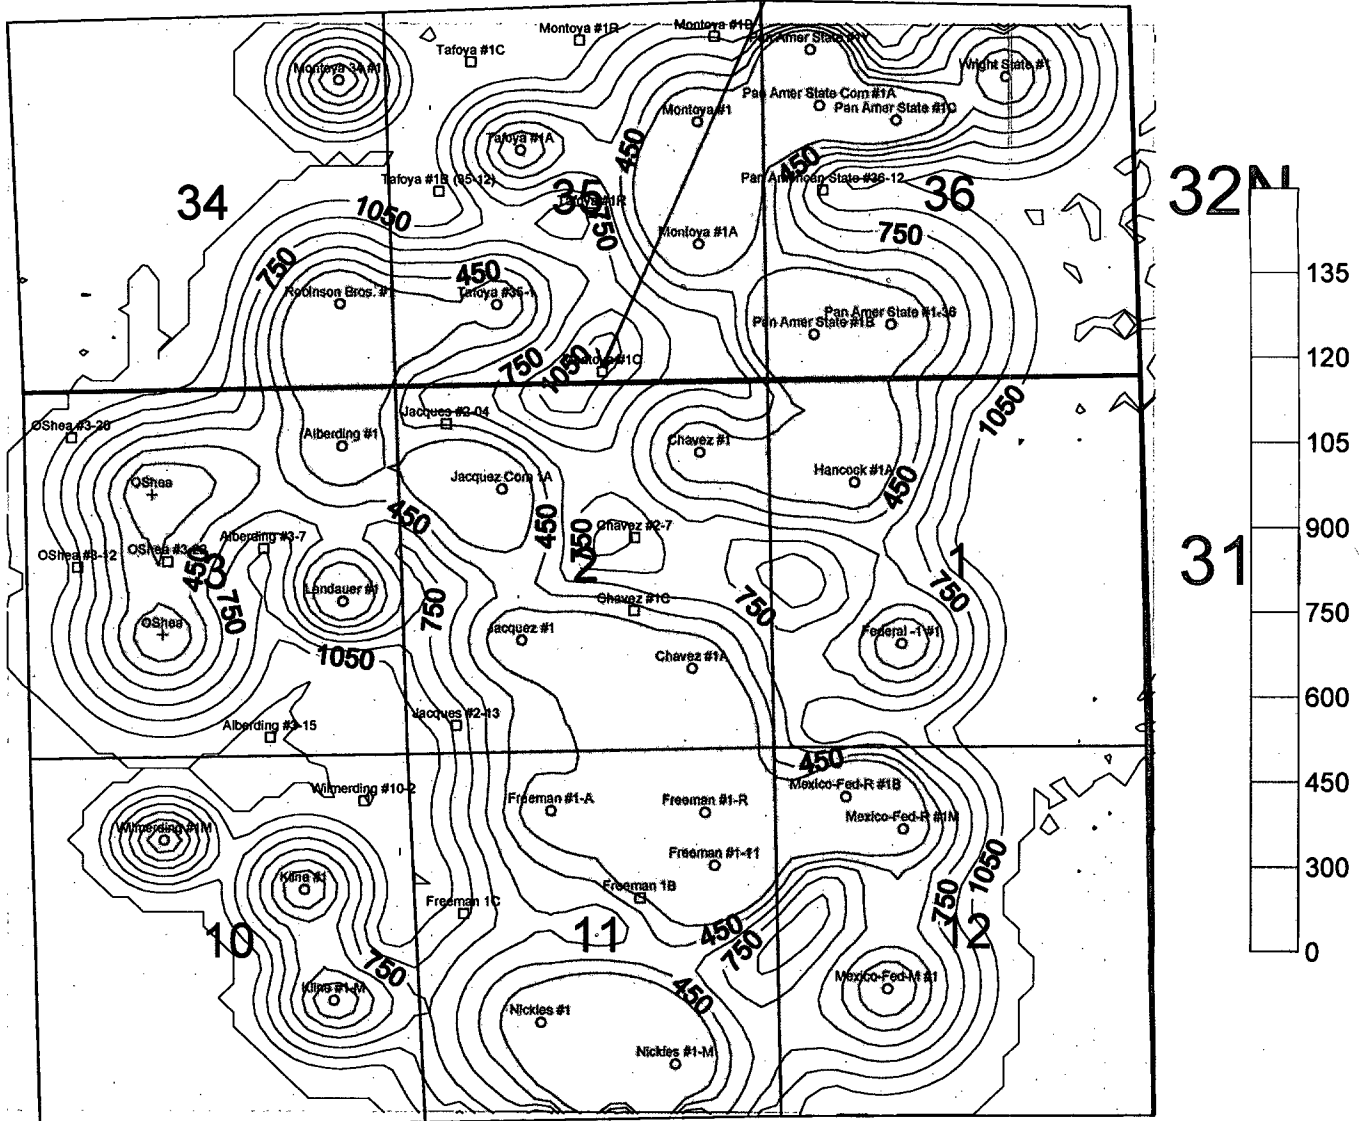 Montoya #1R
Montoya #1B
Pan Amer State #1Y
Tafoya #1C
Montoya 34 #1
Wright State #1
Pan Amer State Com #1A
Pan Amer State #1C
Montoya #1
Tafoya #1A
450
450
Tafoya #1B (35-12)
Pan American State #36-12
32N
34
35
36
Tafoya #1R
1050
750
750
Montoya #1A
750
450
135
Robinson Bros. #1
Tafoya #35-1
Pan Amer State #1-36
Pan Amer State #1B
120
750
1050
Montoya #1C
1050
Jacques #2-04
OShea #3-20
Alberding #1
Chavez #1
105
Hancock #1A
OShea
Jacquez Com 1A
450
450
450
Chavez #2-7
900
Alberding #3-7
750
OShea #3-12
OShea #3-23
450
3
2
1
31
Landauer #1
750
750
750
Chavez #1C
750
750
OShea
Jacquez #1
Federal -1 #1
1050
Chavez #1A
600
Jacques #2-13
Alberding #3-15
450
Wilmerding #10-2
Mexico-Fed-R #1B
450
Freeman #1-A
Freeman #1-R
Mexico-Fed-R #1M
Wilmerding #1M
Freeman #1-11
1050
300
Kline #1
Freeman 1B
Freeman 1C
750
10
11
450
12
0
750
750
Mexico-Fed-M #1
Kline #1-M
450
Nickles #1
Nickles #1-M